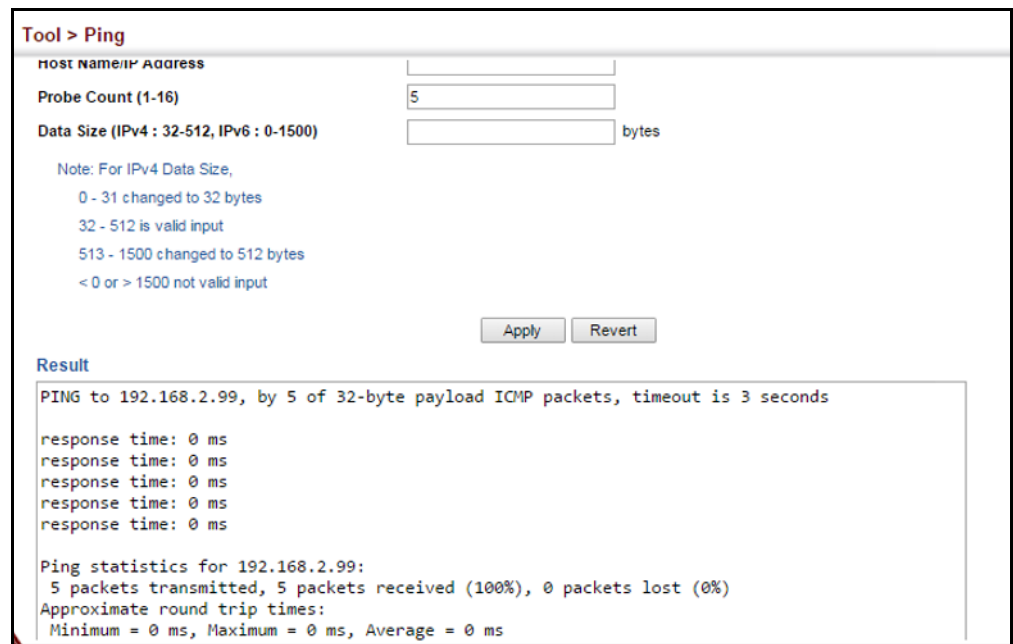 Tool > Ping
Host Name/IP Address
Probe Count (1-16) 5
Data Size (IPv4 : 32-512, IPv6 : 0-1500) bytes
Note: For IPv4 Data Size,
0 - 31 changed to 32 bytes
32 - 512 is valid input
513 - 1500 changed to 512 bytes
< 0 or > 1500 not valid input
Apply Revert
Result
PING to 192.168.2.99, by 5 of 32-byte payload ICMP packets, timeout is 3 seconds
response time: 0 ms
response time: 0 ms
response time: 0 ms
response time: 0 ms
response time: 0 ms
Ping statistics for 192.168.2.99:
5 packets transmitted, 5 packets received (100%), 0 packets lost (0%)
Approximate round trip times:
Minimum = 0 ms, Maximum = 0 ms, Average = 0 ms